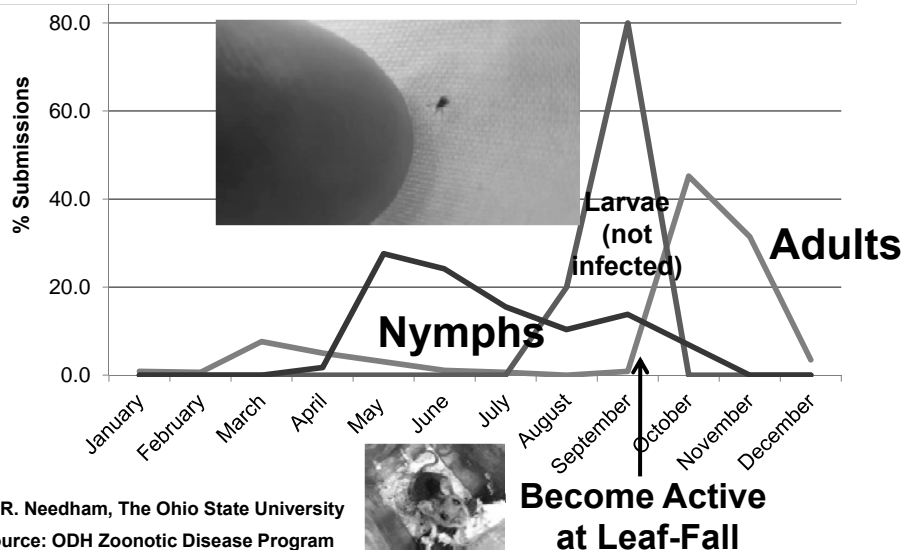 80.0
60.0
40.0
20.0
0.0
% Submissions
Larvae
(not
infected)
Adults
Nymphs
January
February
March
April
May
June
July
August
September
October
November
December
Become Active
at Leaf-Fall
R. Needham, The Ohio State University
ource: ODH Zoonotic Disease Program